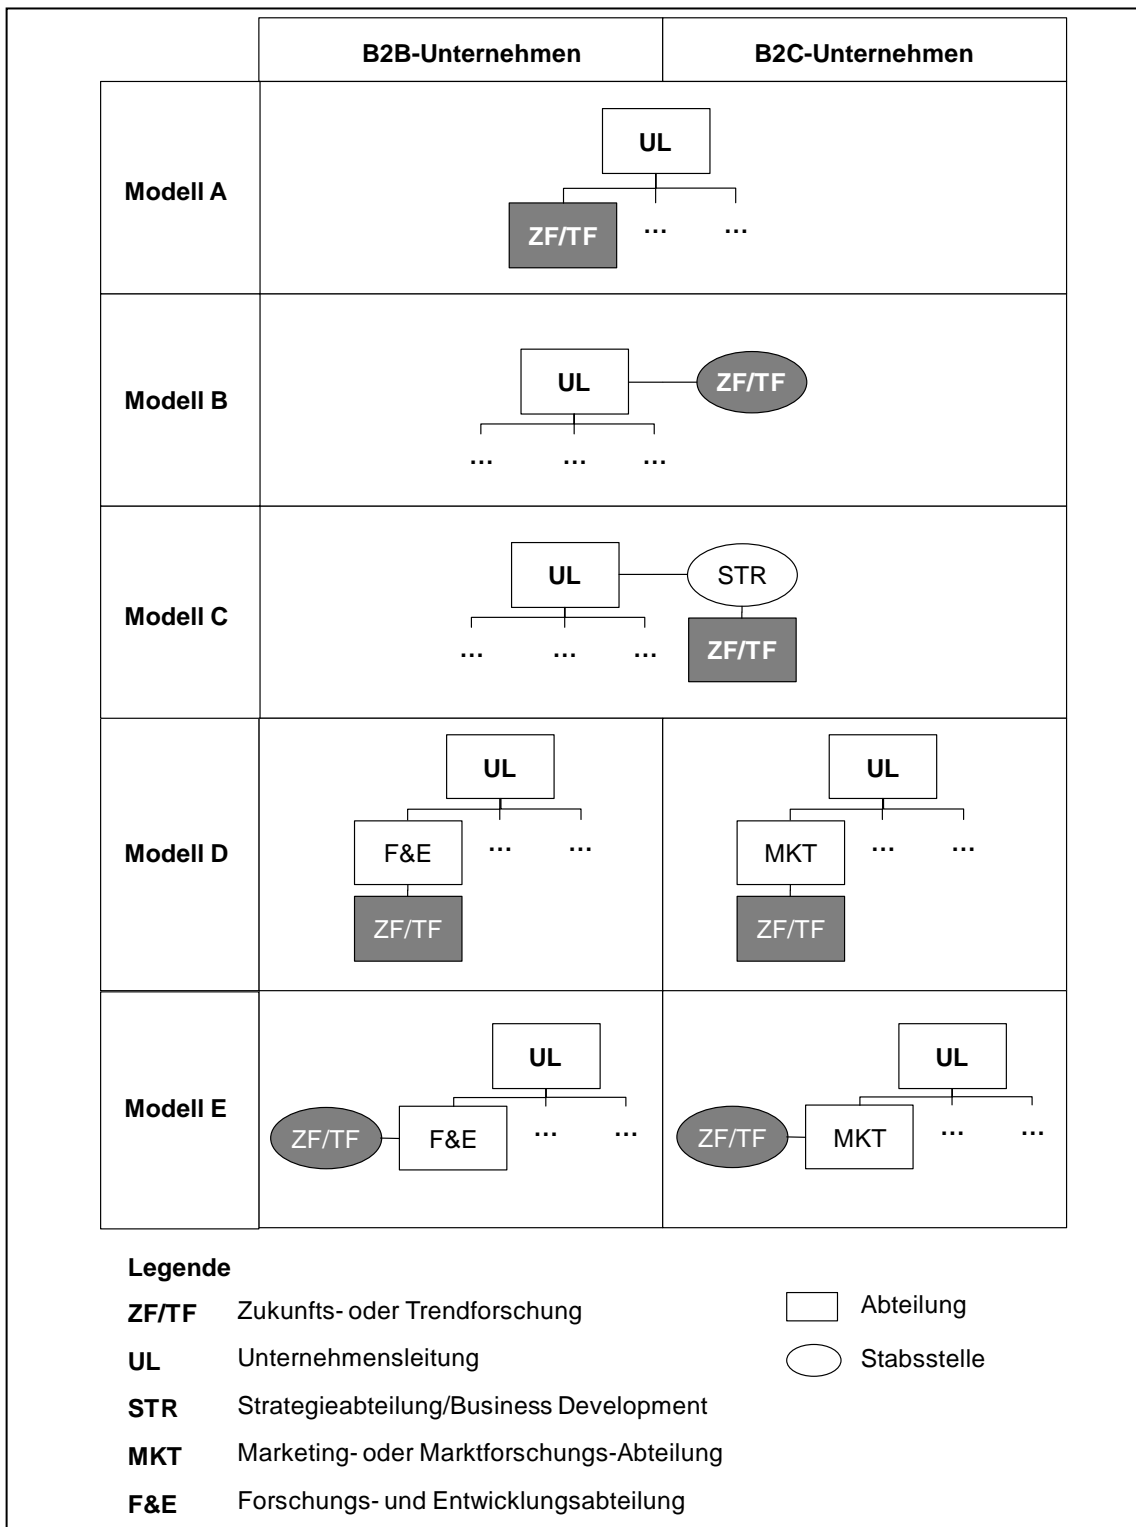 B2B-Unternehmen B2C-Unternehmen
Modell A
UL
ZF/TF ... ...
Modell B
UL ZF/TF
... ... ...
Modell C
UL STR
... ... ... ZF/TF
Modell D
UL UL
F&E ... ... MKT ... ...
ZF/TF ZF/TF
Modell E
UL UL
ZF/TF F&E ... ... ZF/TF MKT ... ...
Legende
ZF/TF Zukunfts- oder Trendforschung Abteilung
UL Unternehmensleitung Stabsstelle
STR Strategieabteilung/Business Development
MKT Marketing- oder Marktforschungs-Abteilung
F&E Forschungs- und Entwicklungsabteilung